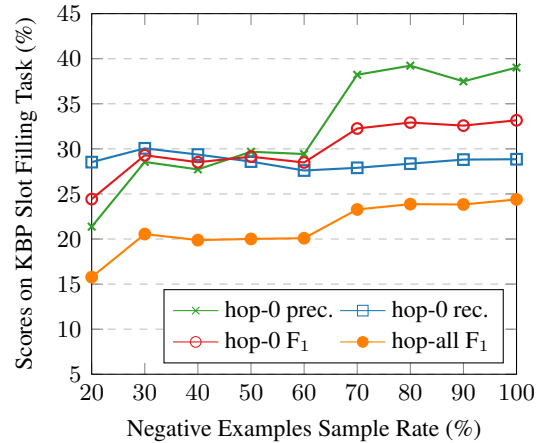 45
40
35
30
25
20
15
10
5
Scores on KBP Slot Filling Task (%)
hop-0 prec.
hop-0 rec.
hop-0 F₁
hop-all F₁
20 30 40 50 60 70 80 90 100
Negative Examples Sample Rate (%)